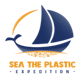 SEA THE PLASTIC
- EXPEDITION -